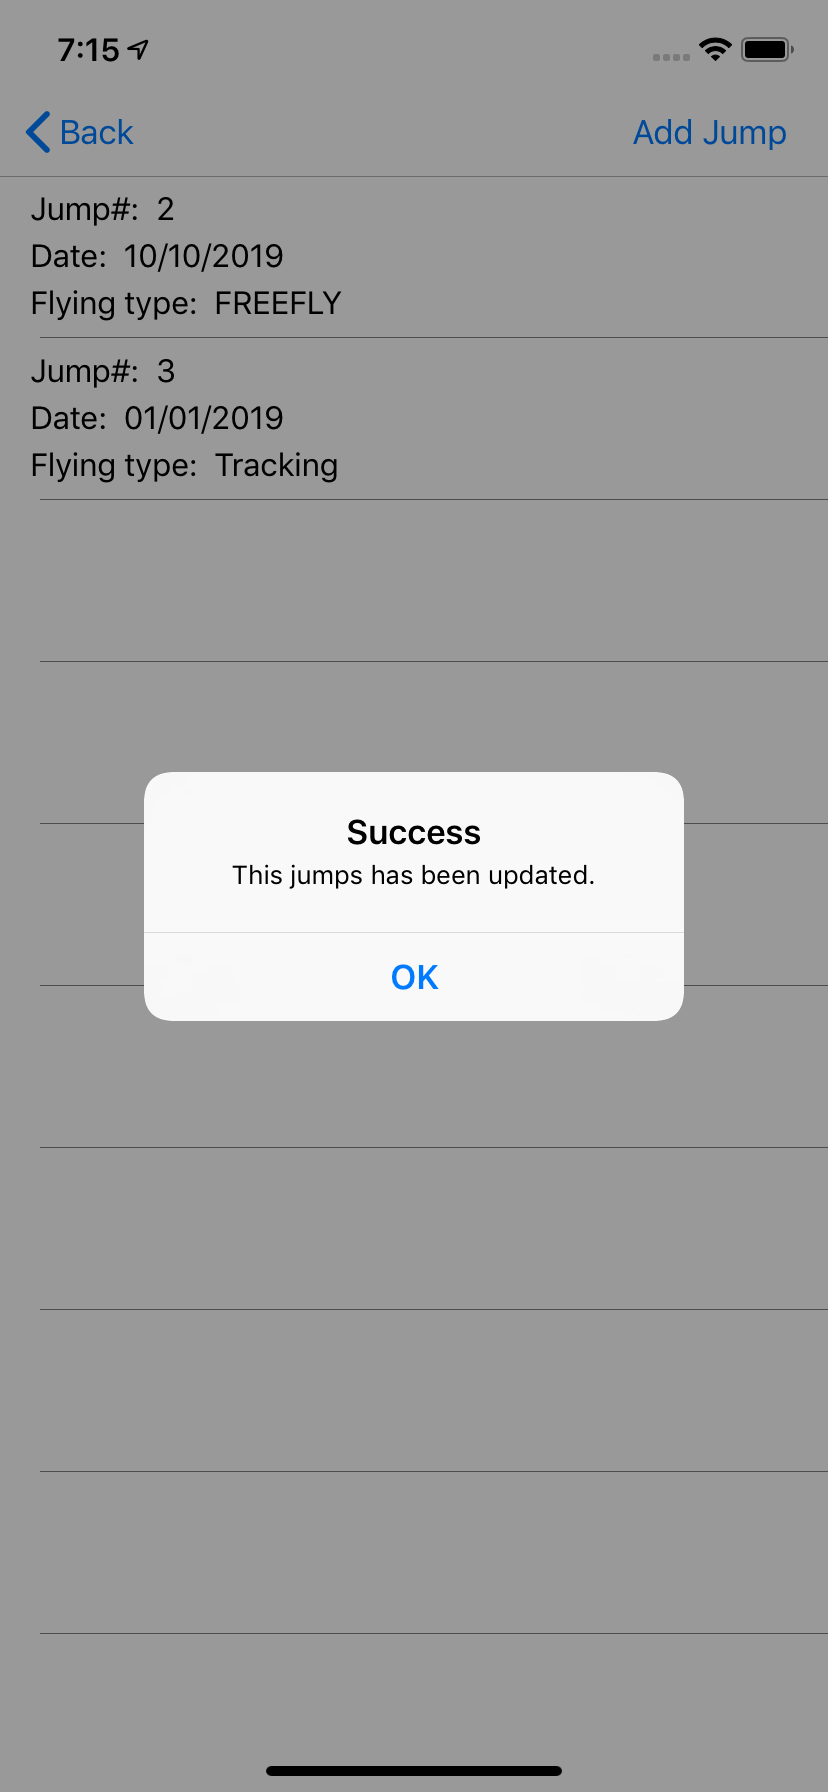 7:15
Back
Add Jump
Jump#: 2
Date: 10/10/2019
Flying type: FREEFLY
Jump#: 3
Date: 01/01/2019
Flying type: Tracking
Success
This jumps has been updated.
OK